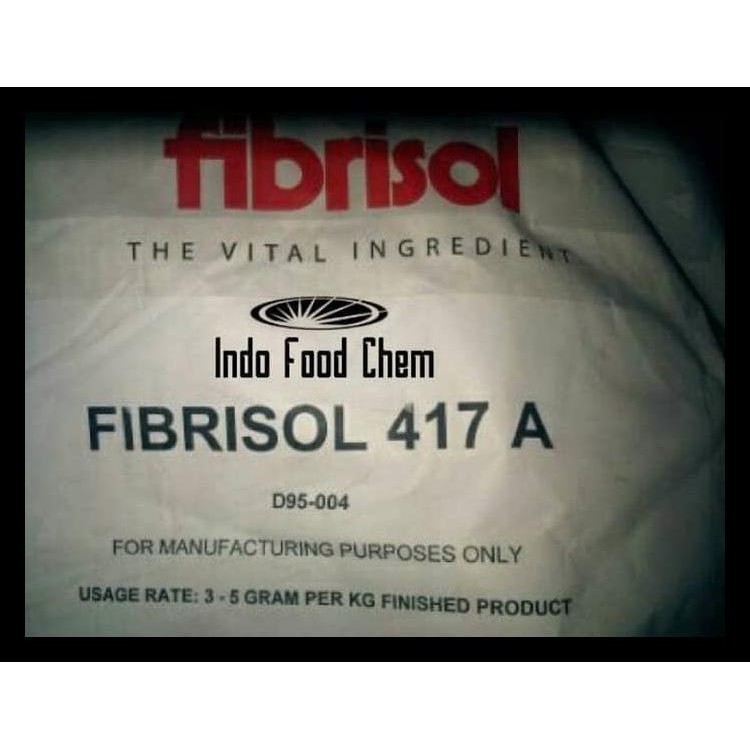 fibrisol
THE VITAL INGREDIENT
Indo Food Chem
FIBRISOL 417 A
D95-004
FOR MANUFACTURING PURPOSES ONLY
USAGE RATE: 3 - 5 GRAM PER KG FINISHED PRODUCT